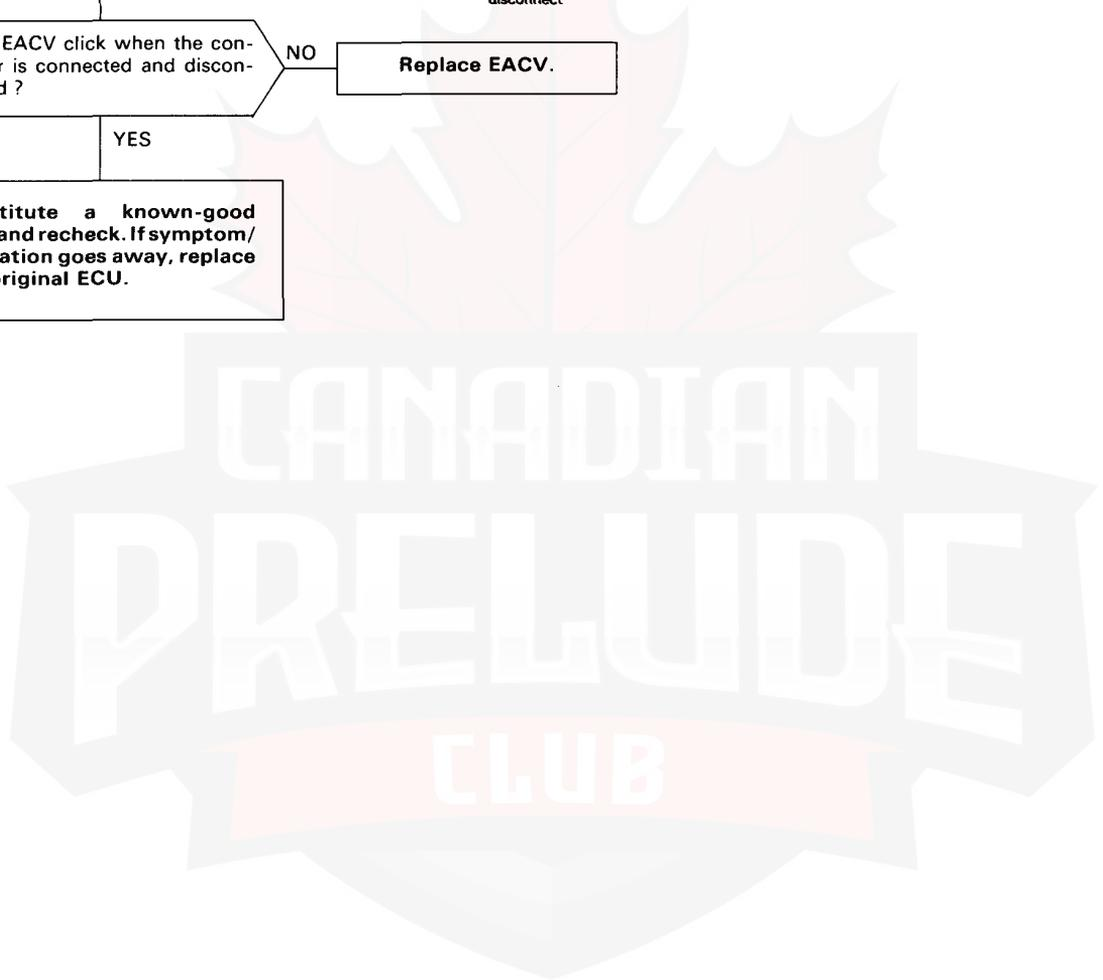 disconnect
EACV click when the con-
NO
Replace EACV.
r is connected and discon-
d ?
YES
titute a known-good
and recheck. If symptom/
ation goes away, replace
original ECU.
CANADIAN
PRELUDE
CLUB